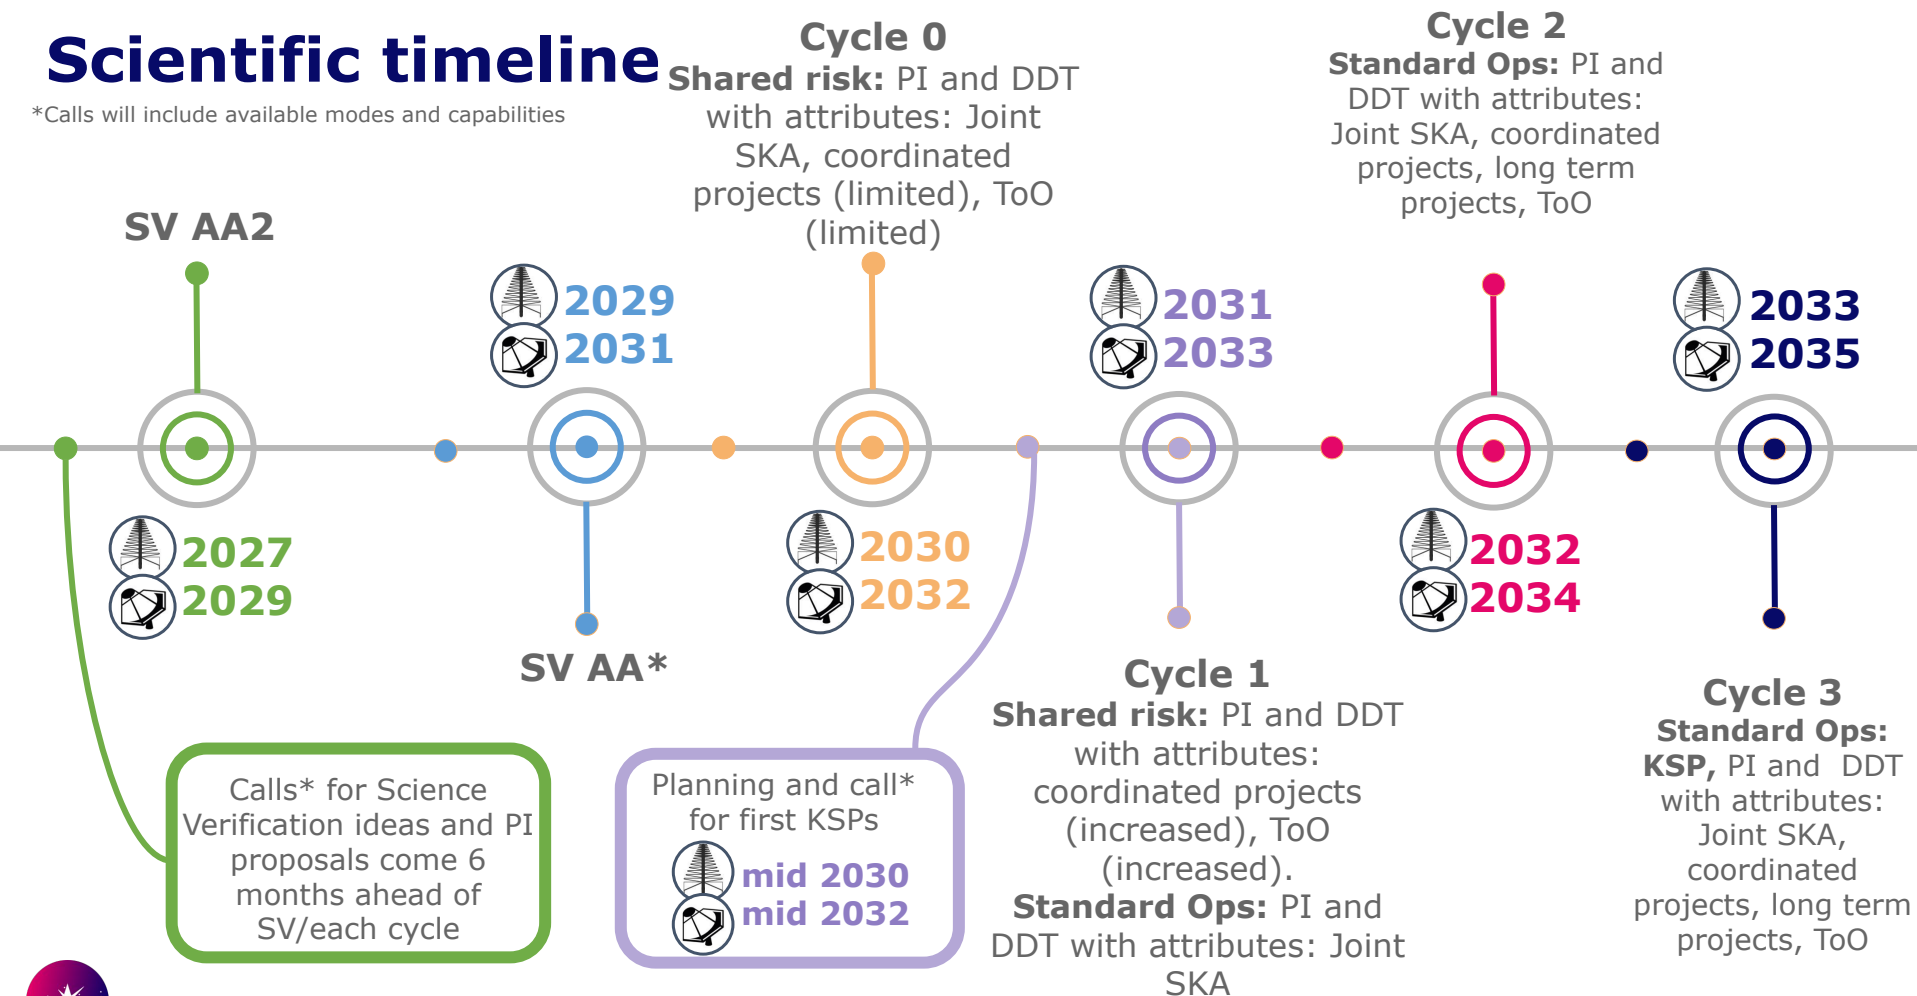 Scientific timeline
*Calls will include available modes and capabilities
SV AA2
2027
2029
Calls* for Science
Verification ideas and PI
proposals come 6
months ahead of
SV/each cycle
2029
2031
SV AA*
Cycle 0
Shared risk: PI and DDT
with attributes: Joint
SKA, coordinated
projects (limited), ToO
(limited)
2030
2032
Planning and call*
for first KSPs
mid 2030
mid 2032
2031
2033
Cycle 1
Shared risk: PI and DDT
with attributes:
coordinated projects
(increased), ToO
(increased).
Standard Ops: PI and
DDT with attributes: Joint
SKA
Cycle 2
Standard Ops: PI and
DDT with attributes:
Joint SKA, coordinated
projects, long term
projects, ToO
2032
2034
2033
2035
Cycle 3
Standard Ops:
KSP, PI and DDT
with attributes:
Joint SKA,
coordinated
projects, long term
projects, ToO